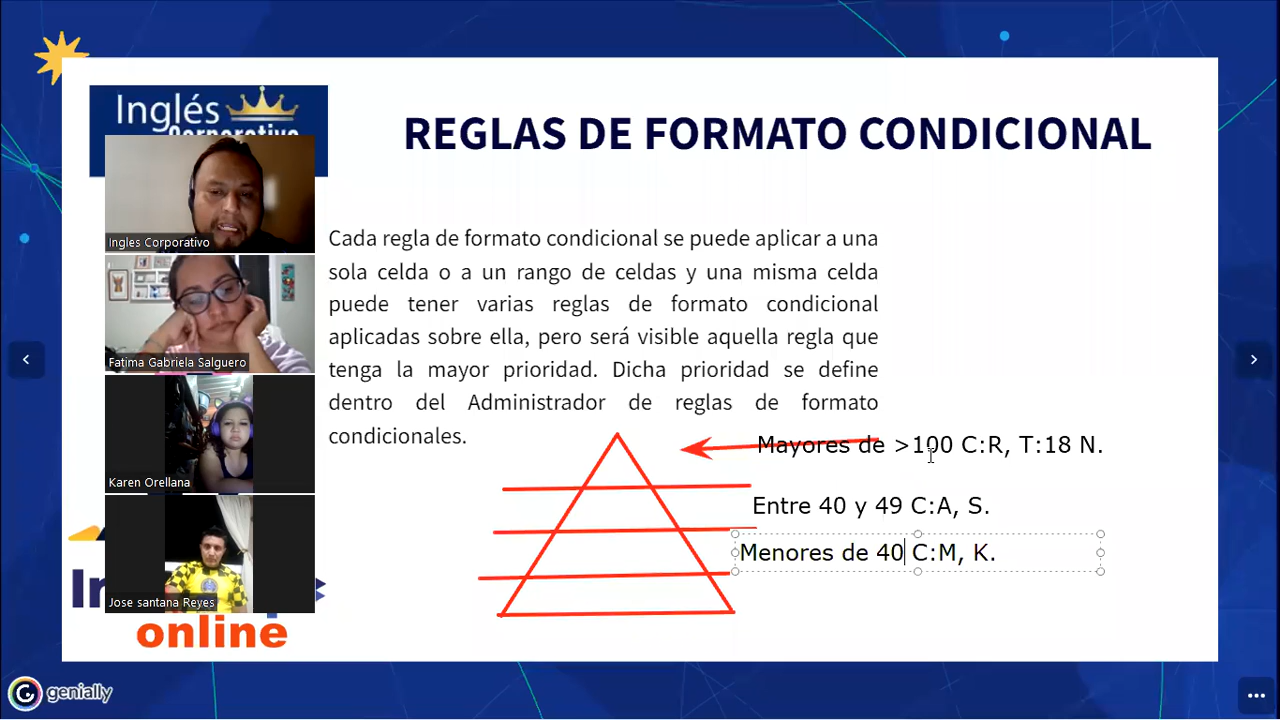 Inglés
Corporativo
REGLAS DE FORMATO CONDICIONAL
Ingles Corporativo
Fatima Gabriela Salguero
Karen Orellana
Jose santana Reyes
Cada regla de formato condicional se puede aplicar a una
sola celda o a un rango de celdas y una misma celda
puede tener varias reglas de formato condicional
aplicadas sobre ella, pero será visible aquella regla que
tenga la mayor prioridad. Dicha prioridad se define
dentro del Administrador de reglas de formato
condicionales.
Mayores de >100 C:R, T:18 N.
Entre 40 y 49 C:A, S.
Menores de 40 C:M, K.
online
genially